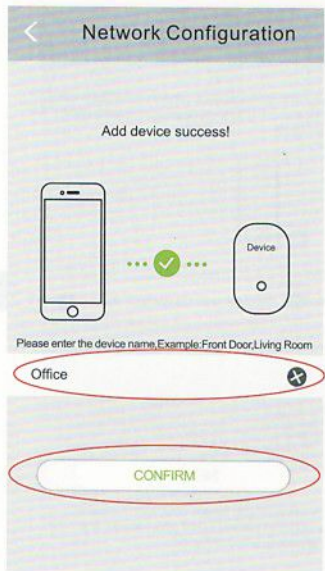 Network Configuration
Add device success!
Device
Please enter the device name,Example:Front Door,Living Room
Office
CONFIRM